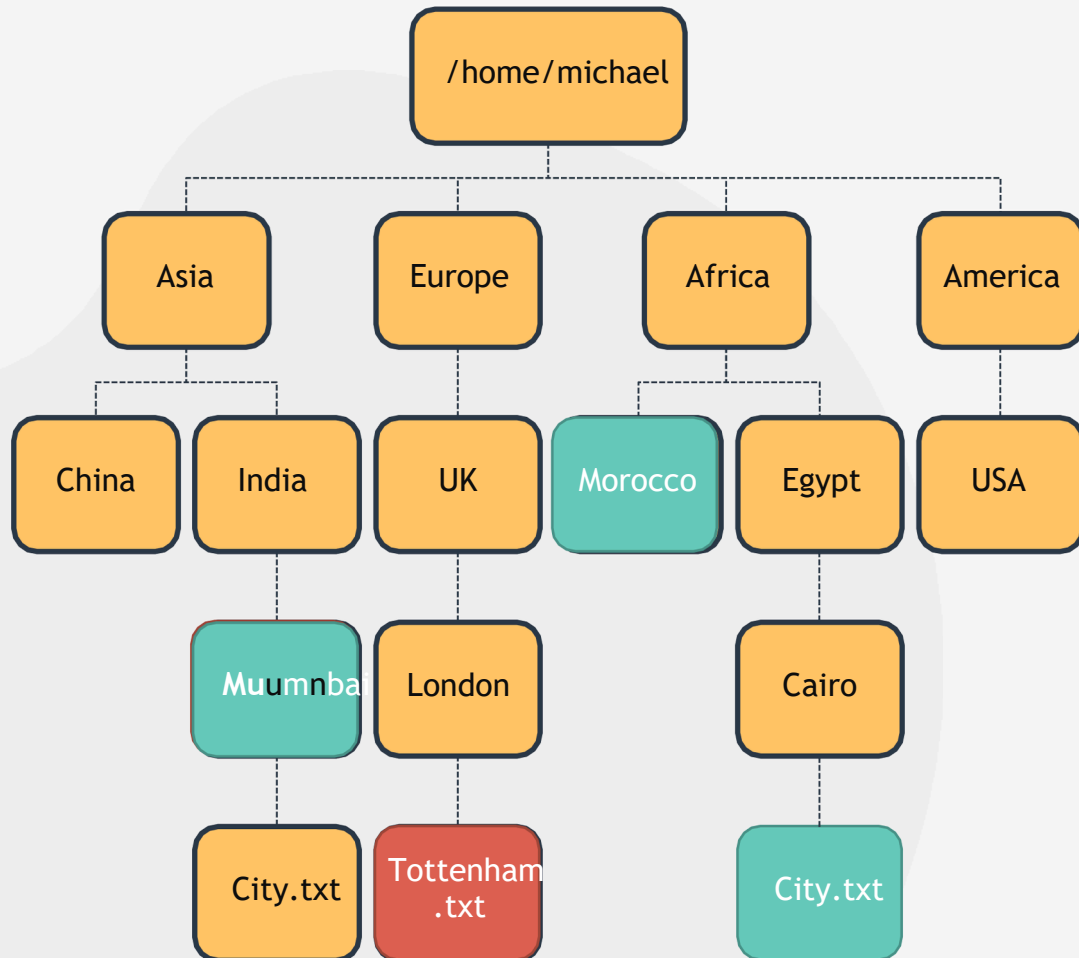 /home/michael
Asia
Europe
Africa
America
China
India
UK
Morocco
Egypt
USA
London
Cairo
City.txt
Tottenham
.txt
City.txt